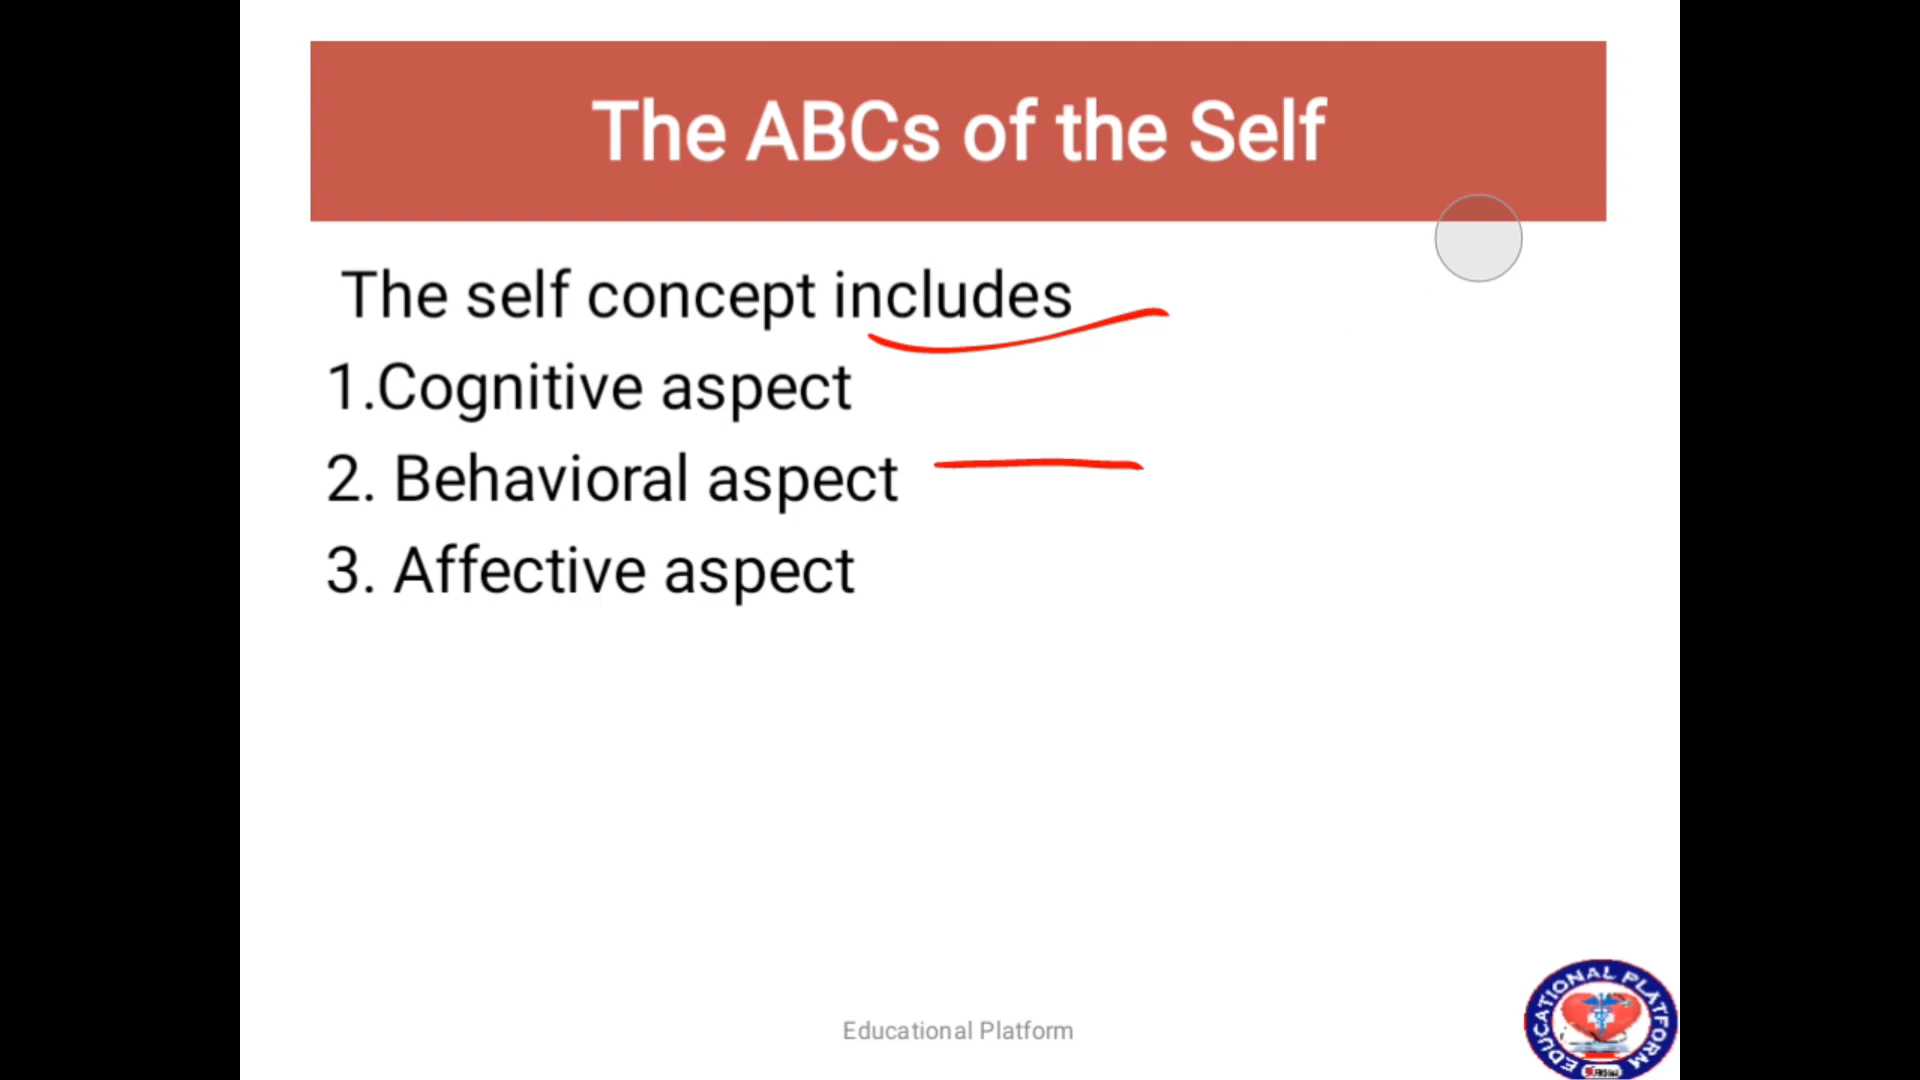 The ABCs of the Self
The self concept includes
1.Cognitive aspect
2. Behavioral aspect
3. Affective aspect
Educational Platform
EDUCATIONAL PLATFORM